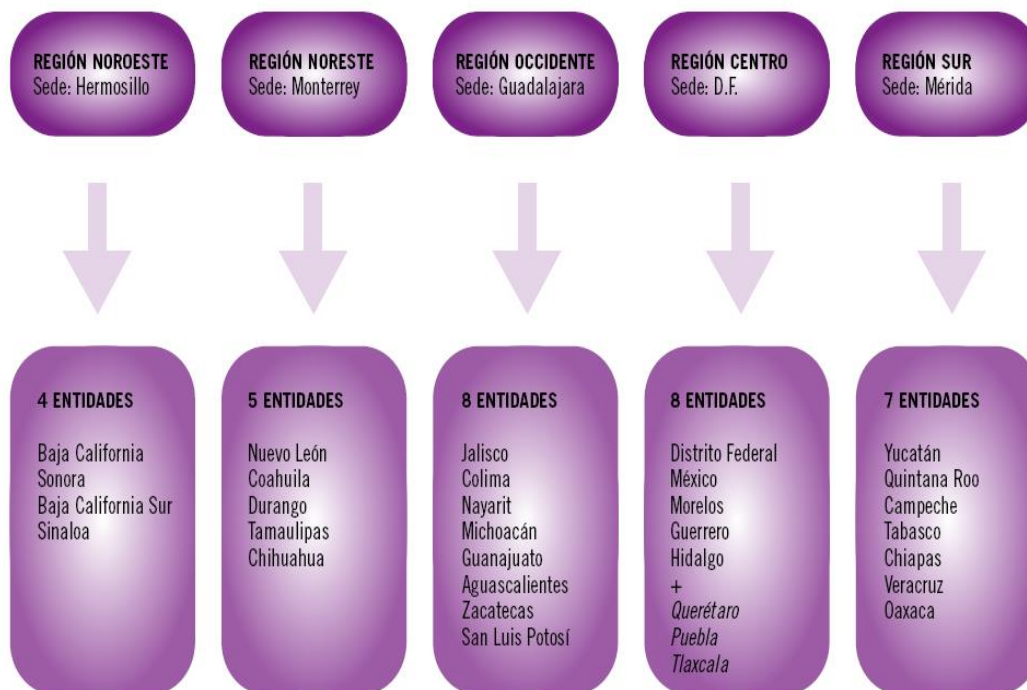 REGIÓN NOROESTE
Sede: Hermosillo
REGIÓN NORESTE
Sede: Monterrey
REGIÓN OCCIDENTE
Sede: Guadalajara
REGIÓN CENTRO
Sede: D.F.
REGIÓN SUR
Sede: Mérida
4 ENTIDADES
Baja California
Sonora
Baja California Sur
Sinaloa
5 ENTIDADES
Nuevo León
Coahuila
Durango
Tamaulipas
Chihuahua
8 ENTIDADES
Jalisco
Colima
Nayarit
Michoacán
Guanajuato
Aguascalientes
Zacatecas
San Luis Potosí
8 ENTIDADES
Distrito Federal
México
Morelos
Guerrero
Hidalgo
+
Querétaro
Puebla
Tlaxcala
7 ENTIDADES
Yucatán
Quintana Roo
Campeche
Tabasco
Chiapas
Veracruz
Oaxaca